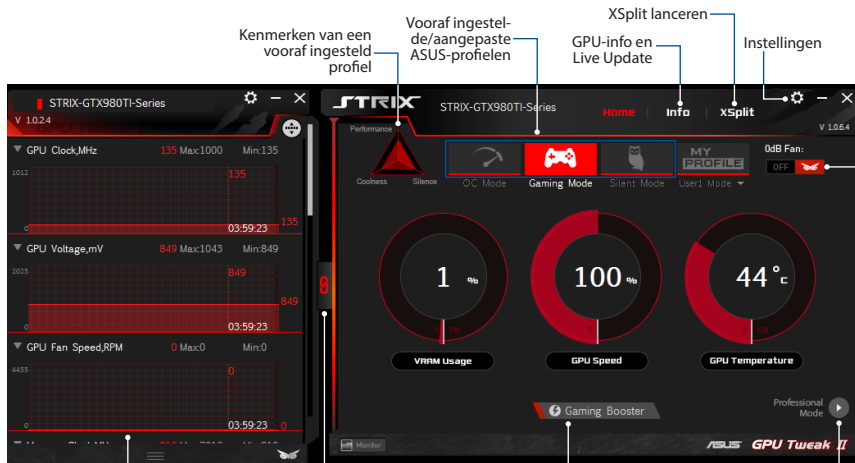 XSplit lanceren
Vooraf ingestel-
de/aangepaste
ASUS-profielen
Kenmerken van een
vooraf ingesteld
profiel
GPU-info en
Live Update
Instellingen
STRIX-GTX980TI-Series
V 1.0.2.4
GPU Clock,MHz 135 Max:1000 Min:135
1012
135
135
0
03:59:23
GPU Voltage,mV 849 Max:1043 Min:849
2025
849
849
0
03:59:23
GPU Fan Speed,RPM 0 Max:0 Min:0
4455
0
0
0
03:59:23
STRIX
STRIX-GTX980TI-Series
Home
Info
XSplit
V 1.0.6.4
Performance
Coolness
Silence
OC Mode
Gaming Mode
Silent Mode
MY
PROFILE
User1 Mode
0dB Fan:
OFF
1 %
VRAM Usage
100 %
GPU Speed
44 °c
GPU Temperature
Gaming Booster
Professional
Mode
Monitor
ASUS GPU Tweak II